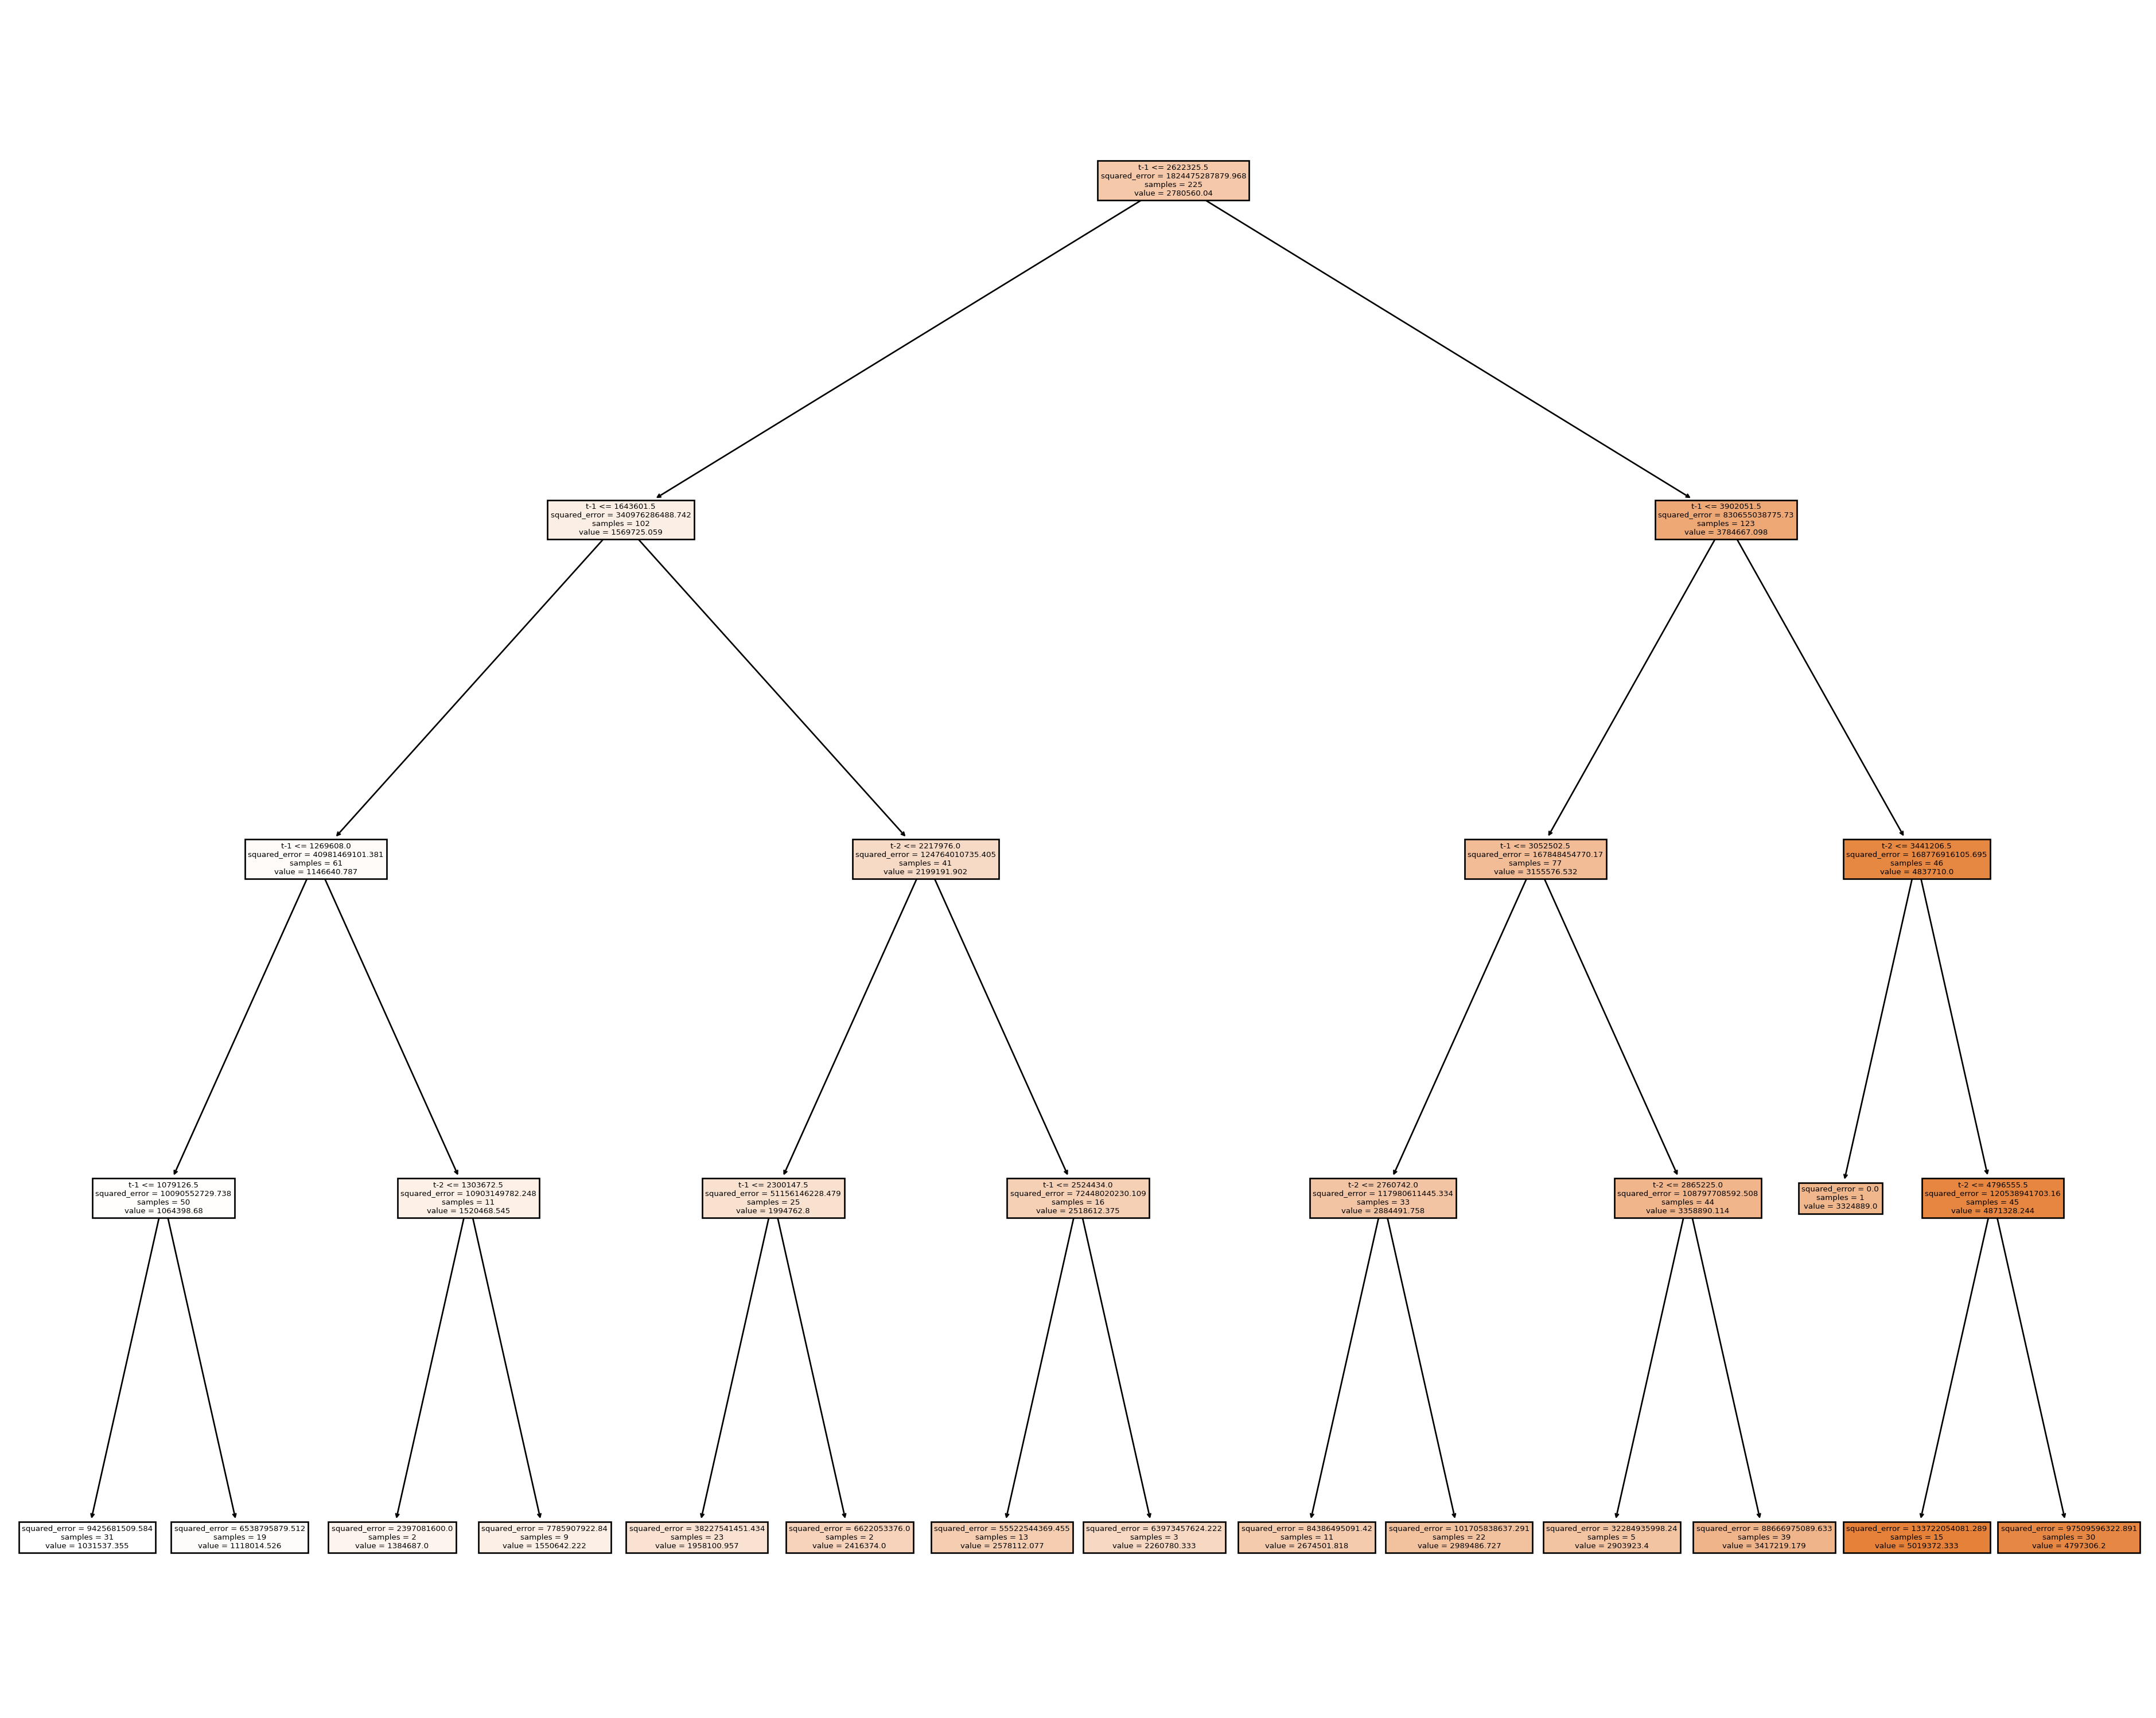 t-1 <= 2622325.5
squared_error = 1824475287879.968
samples = 225
value = 2780560.04
t-1 <= 1643601.5
squared_error = 340976286488.742
samples = 102
value = 1569725.059
t-1 <= 3902051.5
squared_error = 830655038775.73
samples = 123
value = 3784667.098
t-1 <= 1269608.0
squared_error = 40981469101.381
samples = 61
value = 1146640.787
t-2 <= 2217976.0
squared_error = 124764010735.405
samples = 41
value = 2199191.902
t-1 <= 3052502.5
squared_error = 167848454770.17
samples = 77
value = 3155576.532
t-2 <= 3441206.5
squared_error = 168776916105.695
samples = 46
value = 4837710.0
t-1 <= 1079126.5
squared_error = 10090552729.738
samples = 50
value = 1064398.68
t-2 <= 1303672.5
squared_error = 10903149782.248
samples = 11
value = 1520468.545
t-1 <= 2300147.5
squared_error = 51156146228.479
samples = 25
value = 1994762.8
t-1 <= 2524434.0
squared_error = 72448020230.109
samples = 16
value = 2518612.375
t-2 <= 2760742.0
squared_error = 117980611445.334
samples = 33
value = 2884491.758
t-2 <= 2865225.0
squared_error = 108797708592.508
samples = 44
value = 3358890.114
squared_error = 0.0
samples = 1
value = 3324889.0
t-2 <= 4796555.5
squared_error = 120538941703.16
samples = 45
value = 4871328.244
squared_error = 9425681509.584
samples = 31
value = 1031537.355
squared_error = 6538795879.512
samples = 19
value = 1118014.526
squared_error = 2397081600.0
samples = 2
value = 1384687.0
squared_error = 7785907922.84
samples = 9
value = 1550642.222
squared_error = 38227541451.434
samples = 23
value = 1958100.957
squared_error = 6622053376.0
samples = 2
value = 2416374.0
squared_error = 55522544369.455
samples = 13
value = 2578112.077
squared_error = 63973457624.222
samples = 3
value = 2260780.333
squared_error = 84386495091.42
samples = 11
value = 2674501.818
squared_error = 101705838637.291
samples = 22
value = 2989486.727
squared_error = 32284935998.24
samples = 5
value = 2903923.4
squared_error = 88666975089.633
samples = 39
value = 3417219.179
squared_error = 133722054081.289
samples = 15
value = 5019372.333
squared_error = 97509596322.891
samples = 30
value = 4797306.2